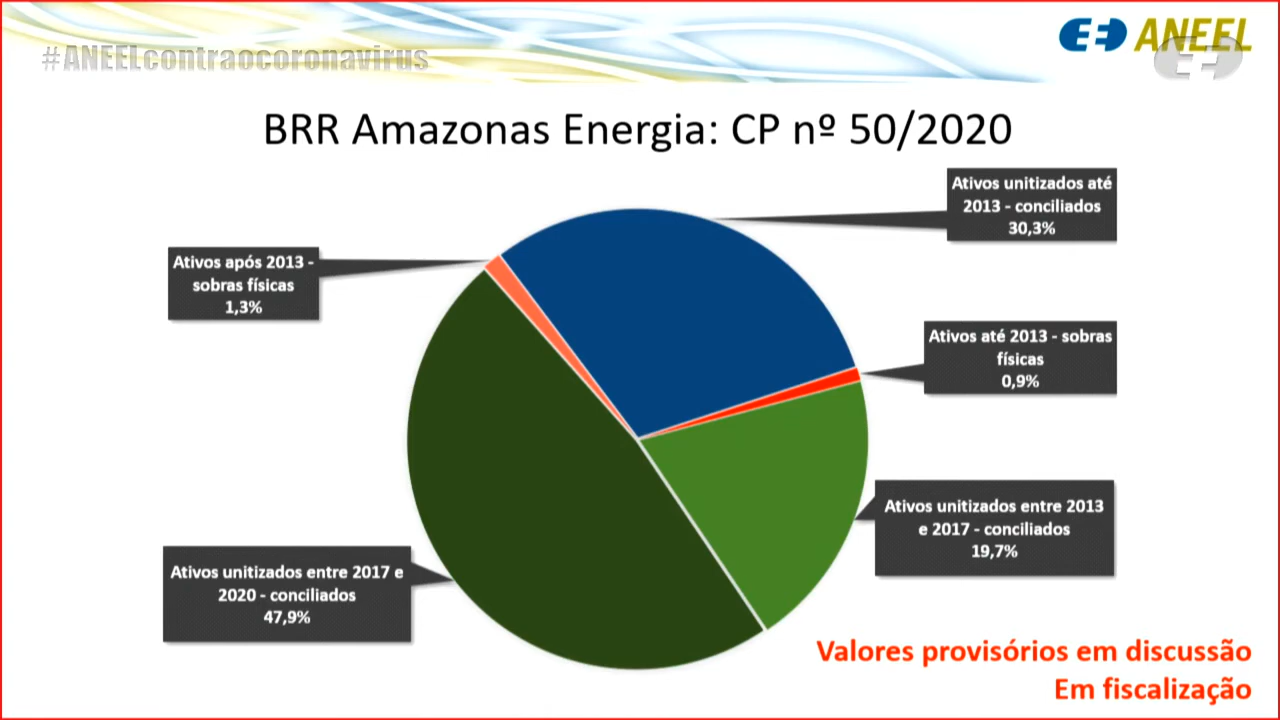 #ANEELcontraocoronavirus
ANEEL
BRR Amazonas Energia: CP nº 50/2020
Ativos unitizados até
2013 - conciliados
30,3%
Ativos após 2013 -
sobras físicas
1,3%
Ativos até 2013 - sobras
físicas
0,9%
Ativos unitizados entre 2013
e 2017 - conciliados
19,7%
Ativos unitizados entre 2017 e
2020 - conciliados
47,9%
Valores provisórios em discussão
Em fiscalização